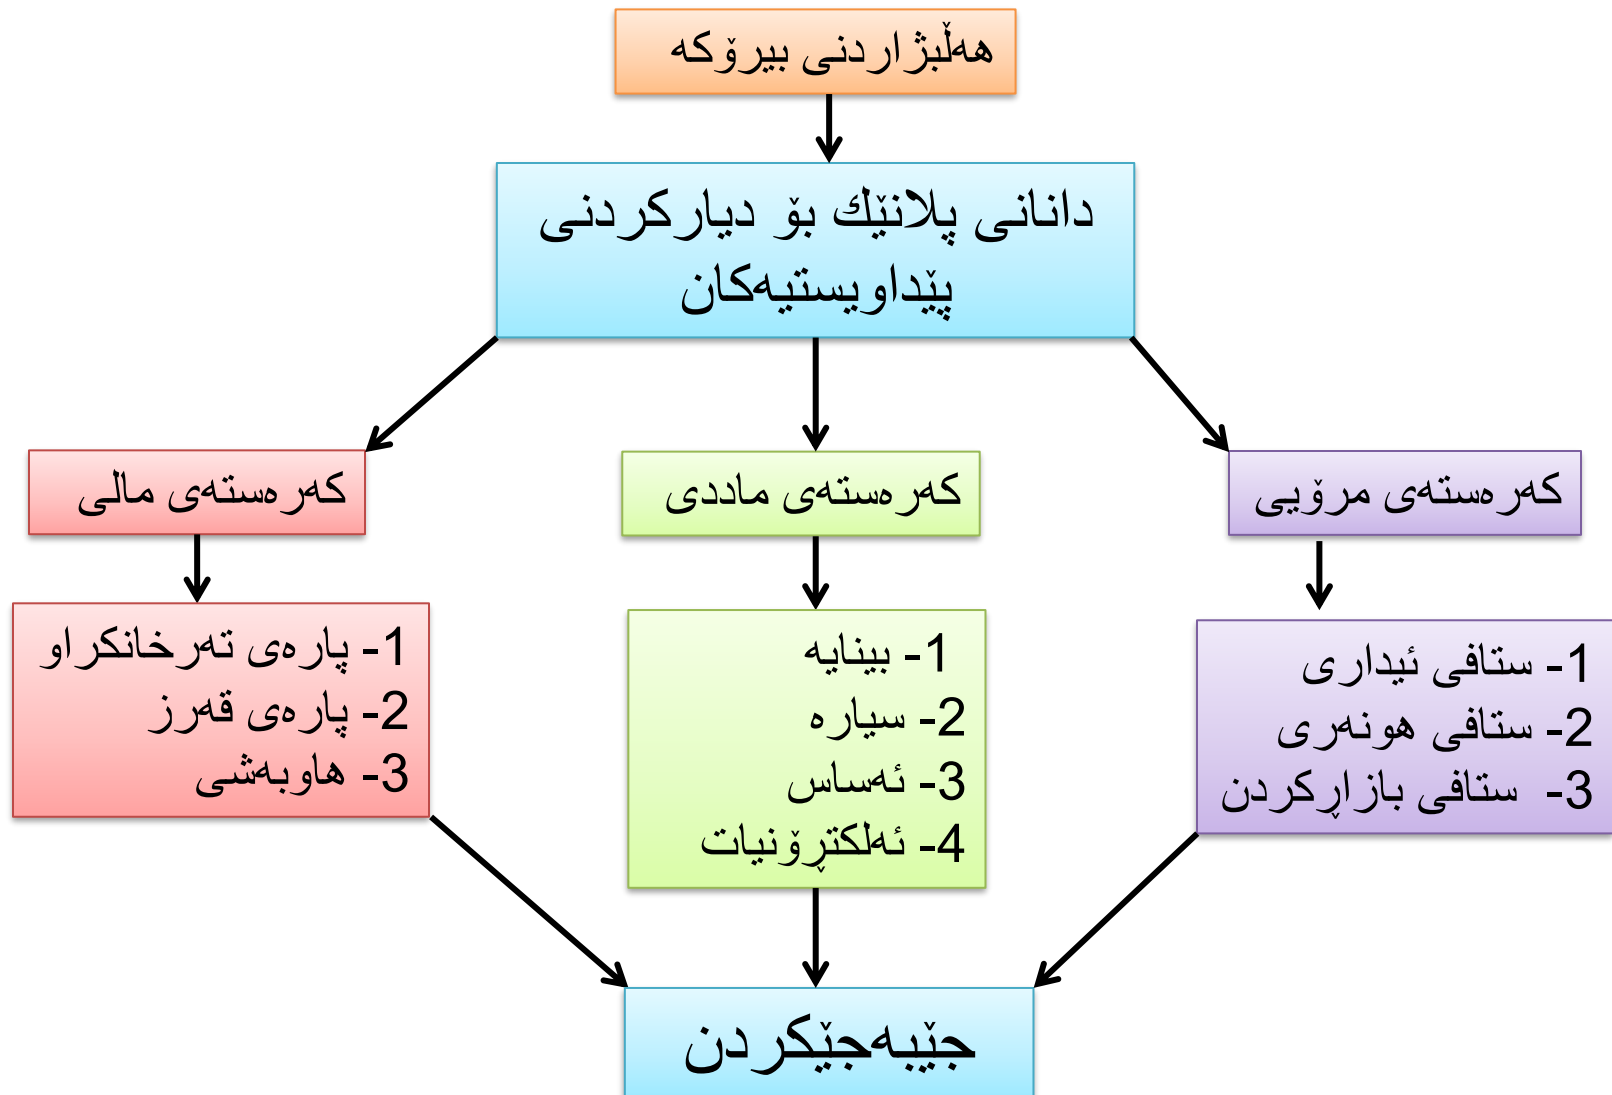 هەڵبژاردنی بیرۆکە
دانانی پلانێك بۆ دیارکردنی
پێداویستیەکان
کەرەستەی مرۆیی
کەرەستەی ماددی
کەرەستەی مالی
1- ستافی ئیداری
2- ستافی هونەری
3- ستافی بازاڕکردن
1- بینایە
2- سیارە
3- ئەساس
4- ئەلکتڕۆنیات
1- پارەی تەرخانکراو
2- پارەی قەرز
3- هاوبەشی
جێبەجێکردن